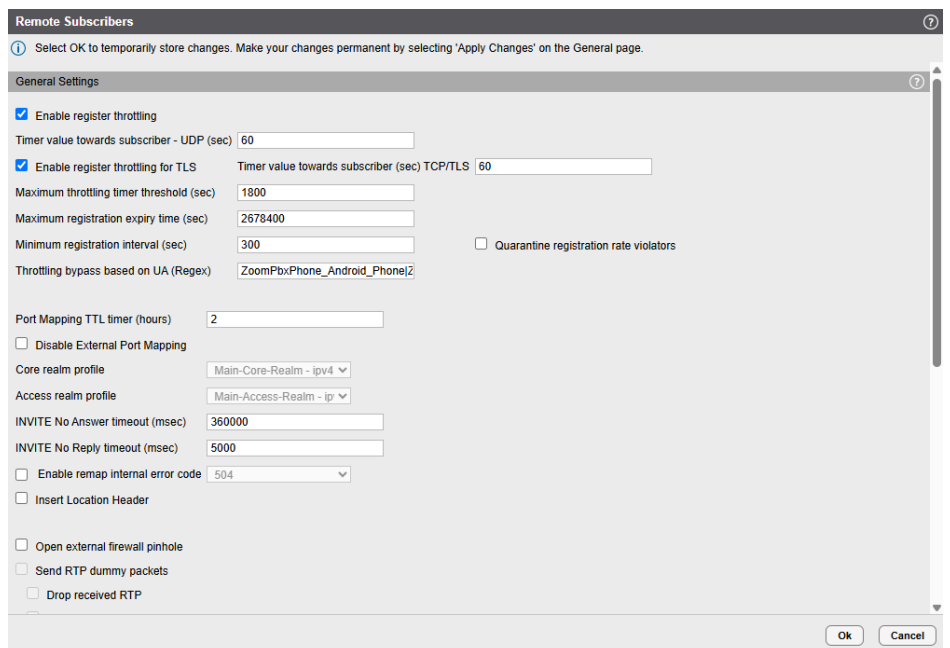 Remote Subscribers
Select OK to temporarily store changes. Make your changes permanent by selecting 'Apply Changes' on the General page.
General Settings
Enable register throttling
Timer value towards subscriber - UDP (sec) 60
Enable register throttling for TLS Timer value towards subscriber (sec) TCP/TLS 60
Maximum throttling timer threshold (sec) 1800
Maximum registration expiry time (sec) 2678400
Minimum registration interval (sec) 300 Quarantine registration rate violators
Throttling bypass based on UA (Regex) ZoomPbxPhone_Android_Phone|Z
Port Mapping TTL timer (hours) 2
Disable External Port Mapping
Core realm profile Main-Core-Realm - ipv4
Access realm profile Main-Access-Realm - ip
INVITE No Answer timeout (msec) 360000
INVITE No Reply timeout (msec) 5000
Enable remap internal error code 504
Insert Location Header
Open external firewall pinhole
Send RTP dummy packets
Drop received RTP
Ok Cancel